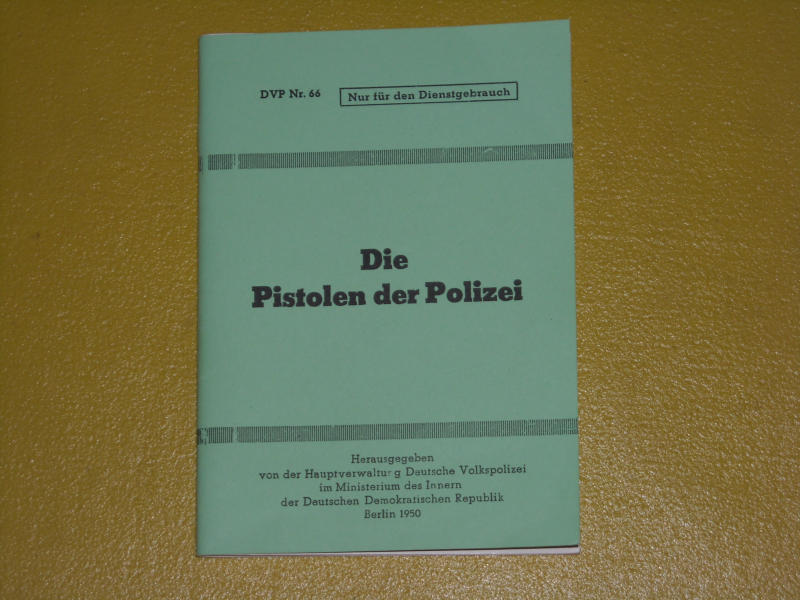 DVP Nr. 66
Nur für den Dienstgebrauch
Die
Pistolen der Polizei
Herausgegeben
von der Hauptverwaltung Deutsche Volkspolizei
im Ministerium des Innern
der Deutschen Demokratischen Republik
Berlin 1950